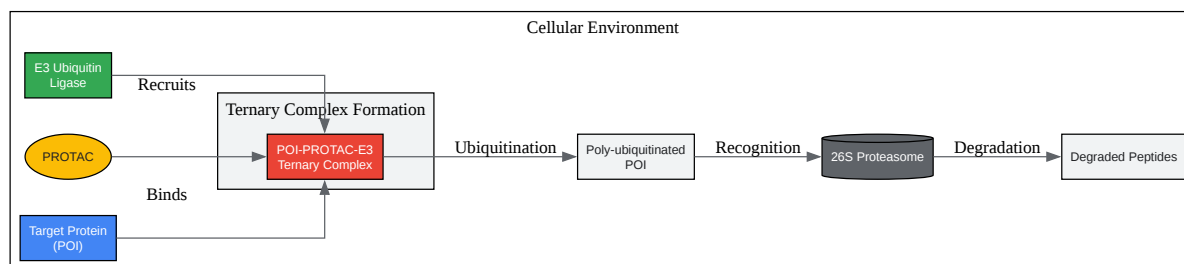 Cellular Environment
E3 Ubiquitin
Ligase
Recruits
Ternary Complex Formation
PROTAC
POI-PROTAC-E3
Ternary Complex
Ubiquitination
Poly-ubiquitinated
POI
Recognition
26S Proteasome
Degradation
Degraded Peptides
Binds
Target Protein
(POI)